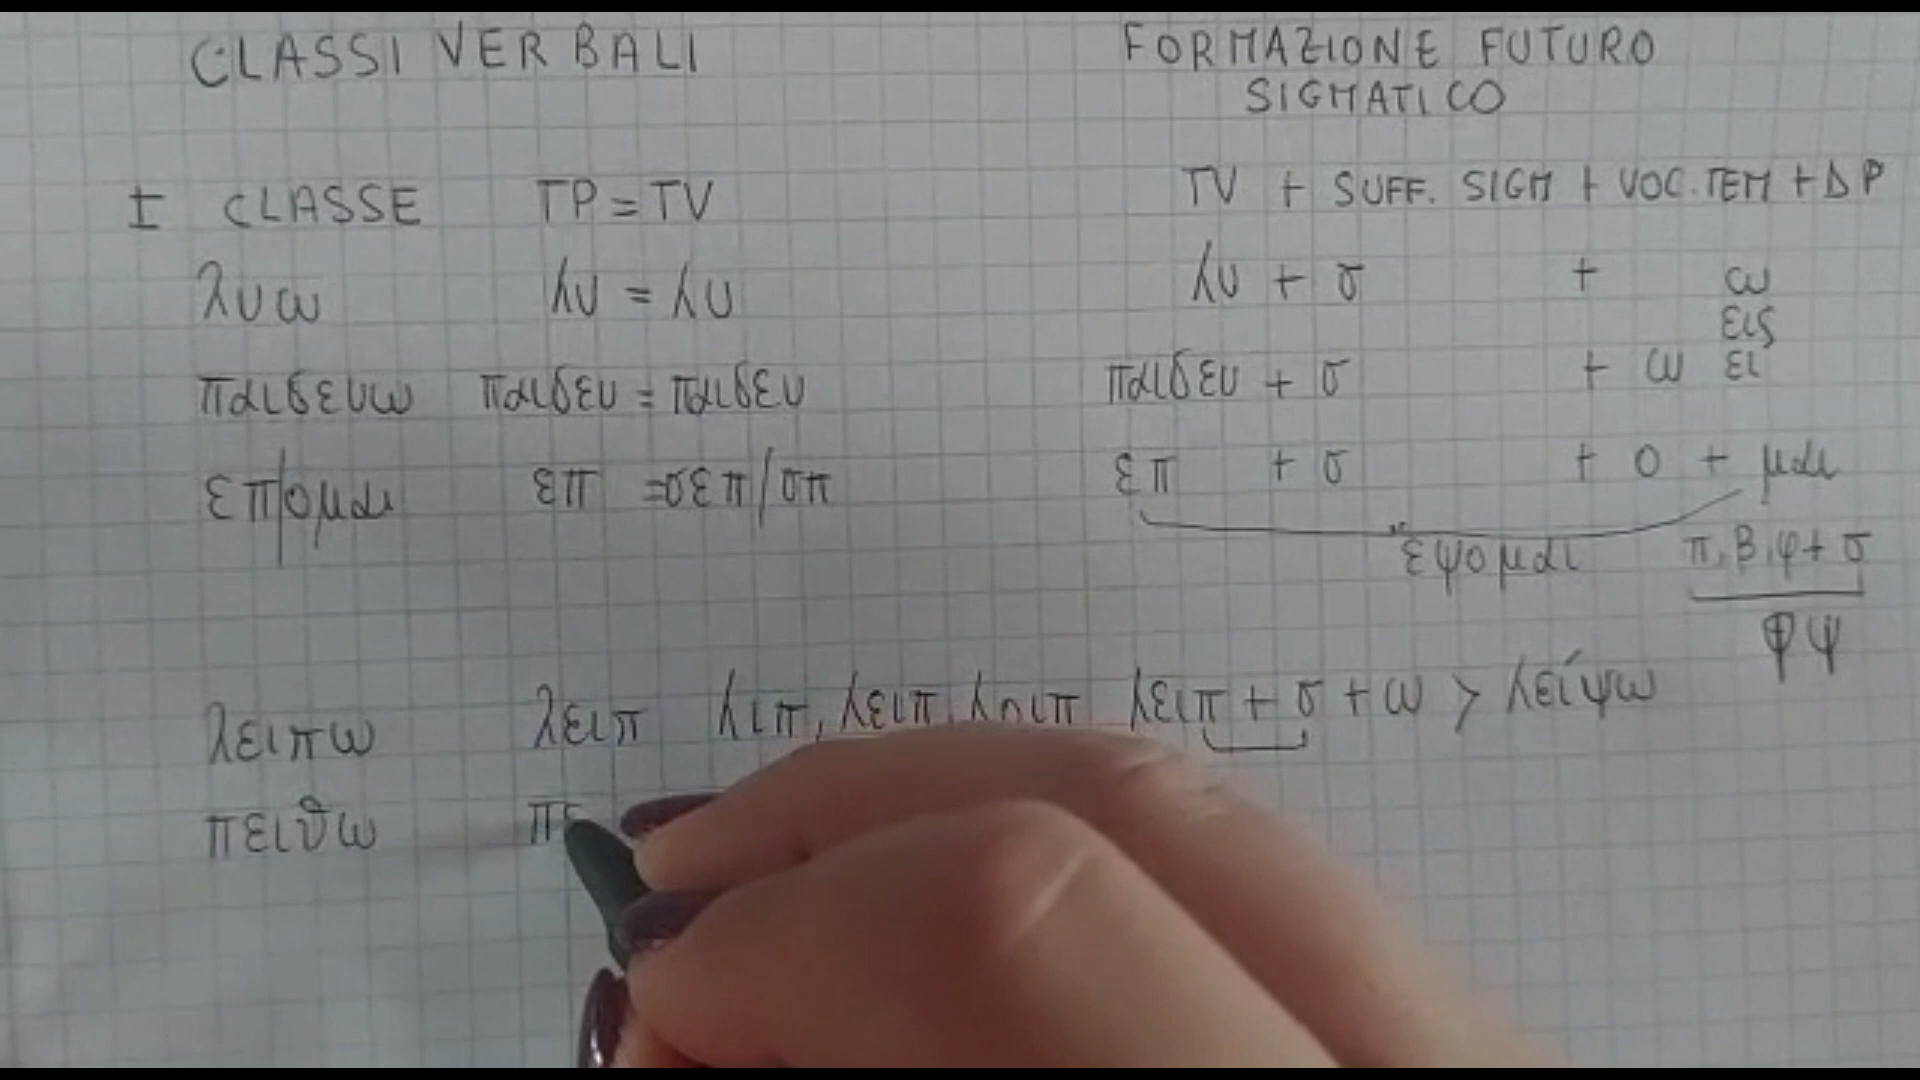 CLASSI VERBALI
FORMAZIONE FUTURO
SIGMATICO
I CLASSE TP = TV
TV + SUFF. SIGM + VOC. TEM + DP
λυω λυ = λυ
λυ + σ + ω
εις
ει
παιδευω παιδευ = παιδευ
παιδευ + σ + ω
επ/ομαι επ = σεπ/σπ
επ + σ + ο + μαι
εψομαι
π, β, φ + σ
ψ
λειπω λειπ λιπ, λειπ, λοιπ λειπ + σ + ω > λείψω
πειθω πε